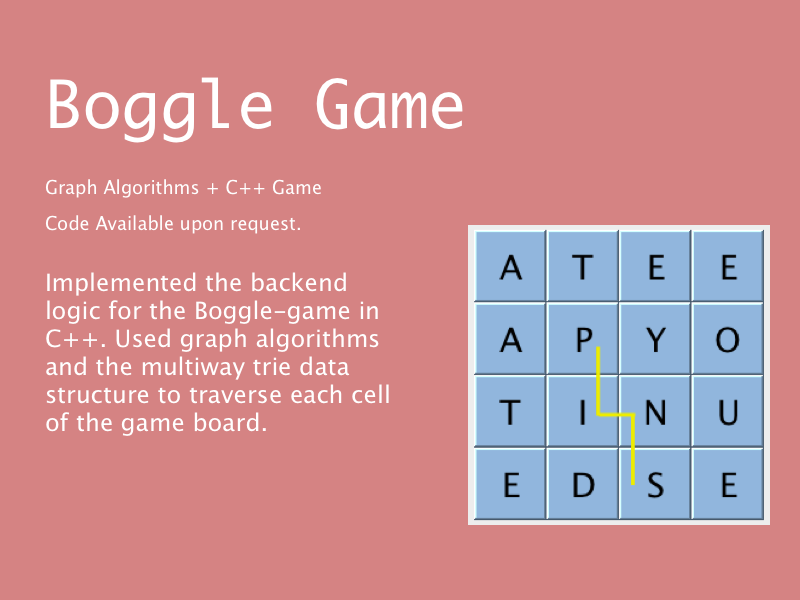 Boggle Game
Graph Algorithms + C++ Game
Code Available upon request.
Implemented the backend
logic for the Boggle-game in
C++. Used graph algorithms
and the multiway trie data
structure to traverse each cell
of the game board.
A T E E
A P Y O
T I N U
E D S E